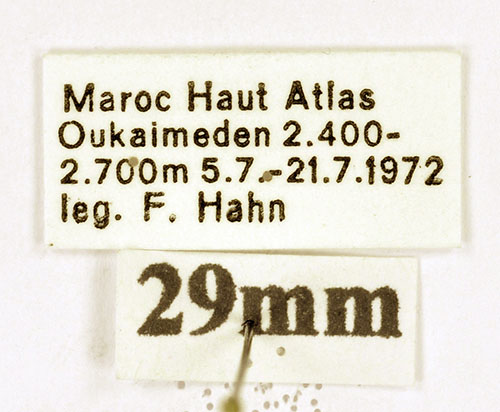 Maroc Haut Atlas
Oukaimeden 2.400-
2.700m 5.7.-21.7.1972
leg. F. Hahn
29mm